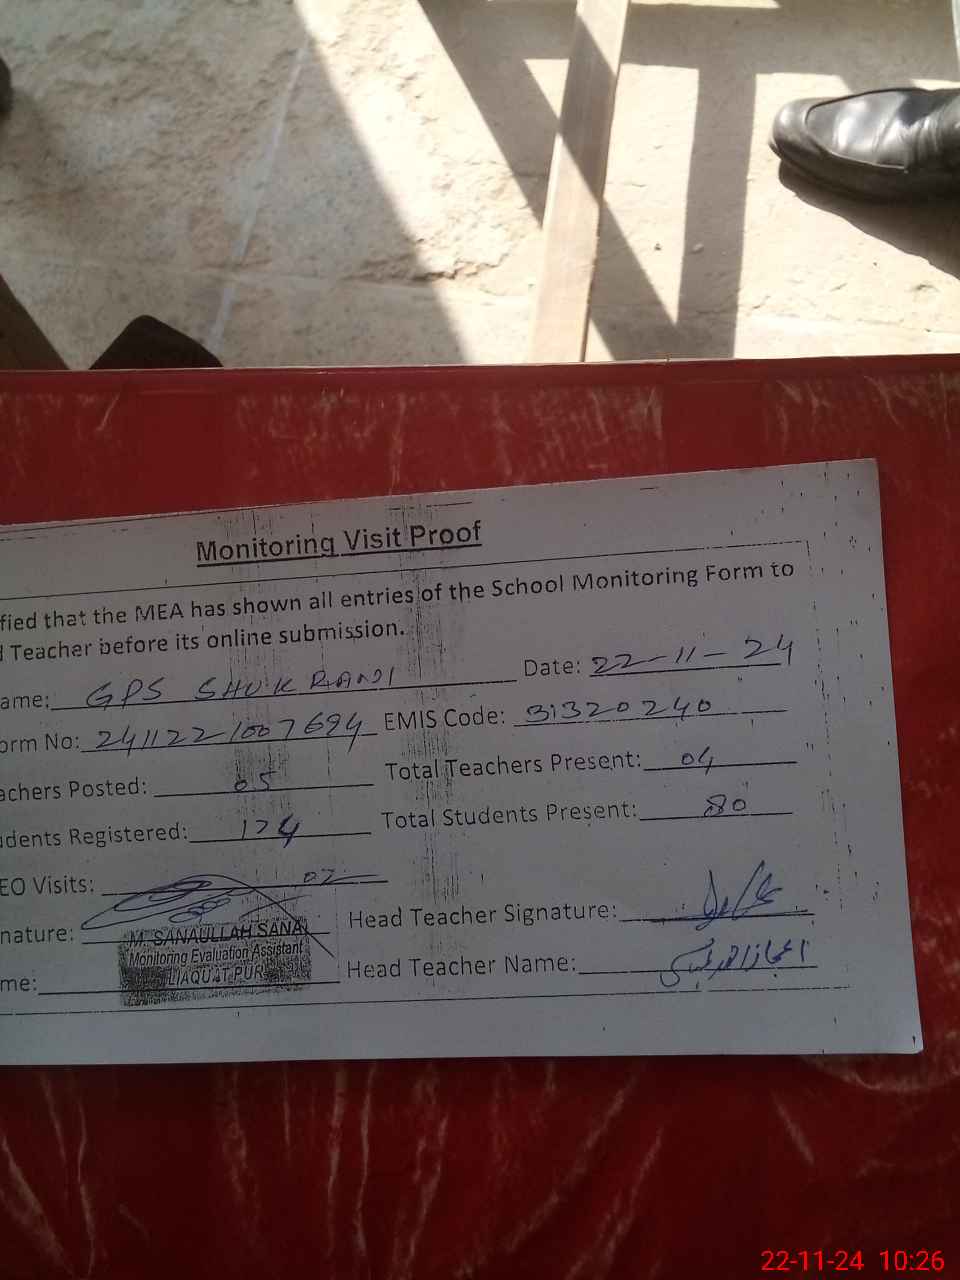 Monitoring Visit Proof
fied that the MEA has shown all entries of the School Monitoring Form to
d Teacher before its online submission.
ame: GPS SHUKRANI Date: 22-11-24
orm No: 241122-1007694 EMIS Code: 31320240
achers Posted: 05 Total Teachers Present: 04
dents Registered: 124 Total Students Present: 80
EO Visits: 02
nature: Head Teacher Signature:
M. SANAULLAH SANAI
Monitoring Evaluation Assistant
LIAQUAT PUR
me: Head Teacher Name:
22-11-24 10:26